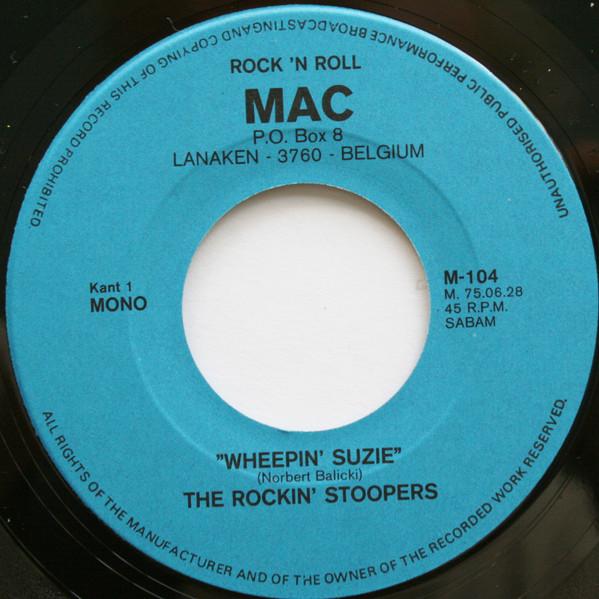 UNAUTHORISED PUBLIC PERFORMANCE BROADCASTING AND COPYING OF THIS RECORD PROHIBITED.
ROCK 'N ROLL
MAC
P.O. Box 8
LANAKEN - 3760 - BELGIUM
Kant 1
MONO
M-104
M. 75.06.28
45 R.P.M.
SABAM
"WHEEPIN' SUZIE"
(Norbert Balicki)
THE ROCKIN' STOOPERS
ALL RIGHTS OF THE MANUFACTURER AND OF THE OWNER OF THE RECORDED WORK RESERVED.